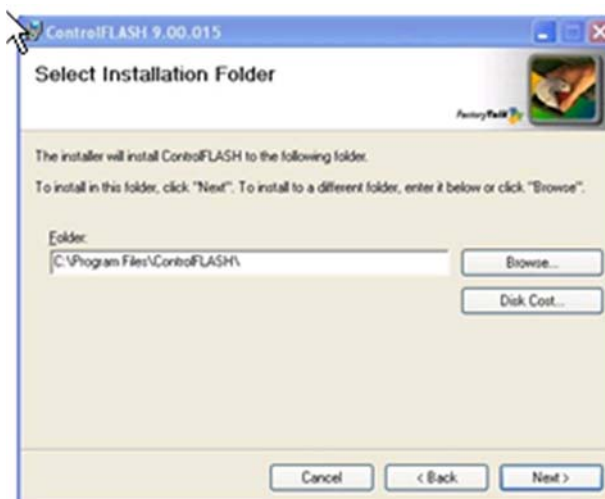 ControlFLASH 9.00.015
Select Installation Folder
FactoryTalk
The installer will install ControlFLASH to the following folder.
To install in this folder, click "Next". To install to a different folder, enter it below or click "Browse".
Folder:
C:\Program Files\ControlFLASH\
Browse...
Disk Cost...
Cancel
< Back
Next >